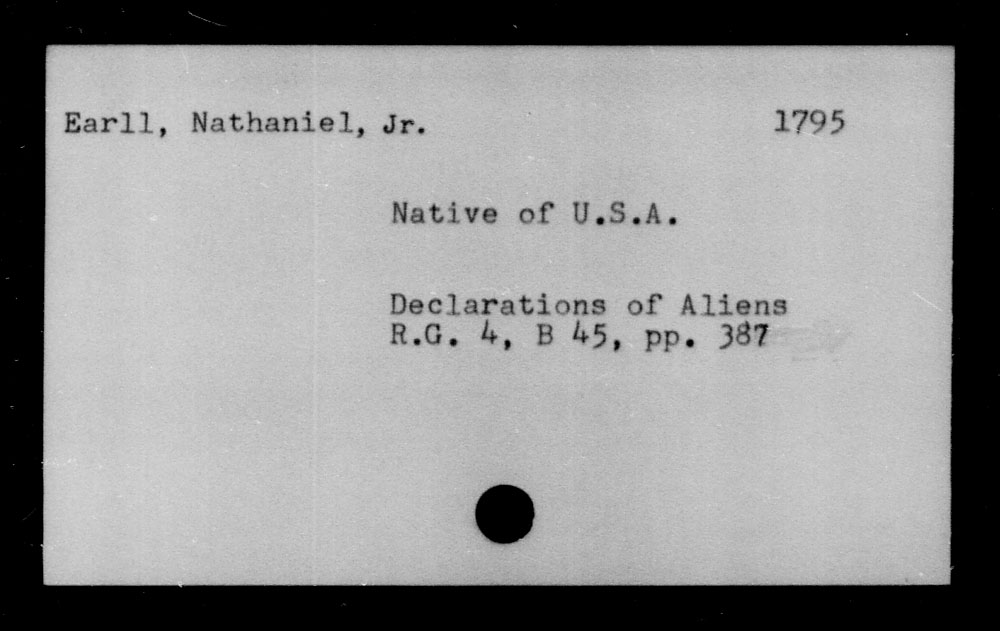 Earll, Nathaniel, Jr. 1795
Native of U.S.A.
Declarations of Aliens
R.G. 4, B 45, pp. 387